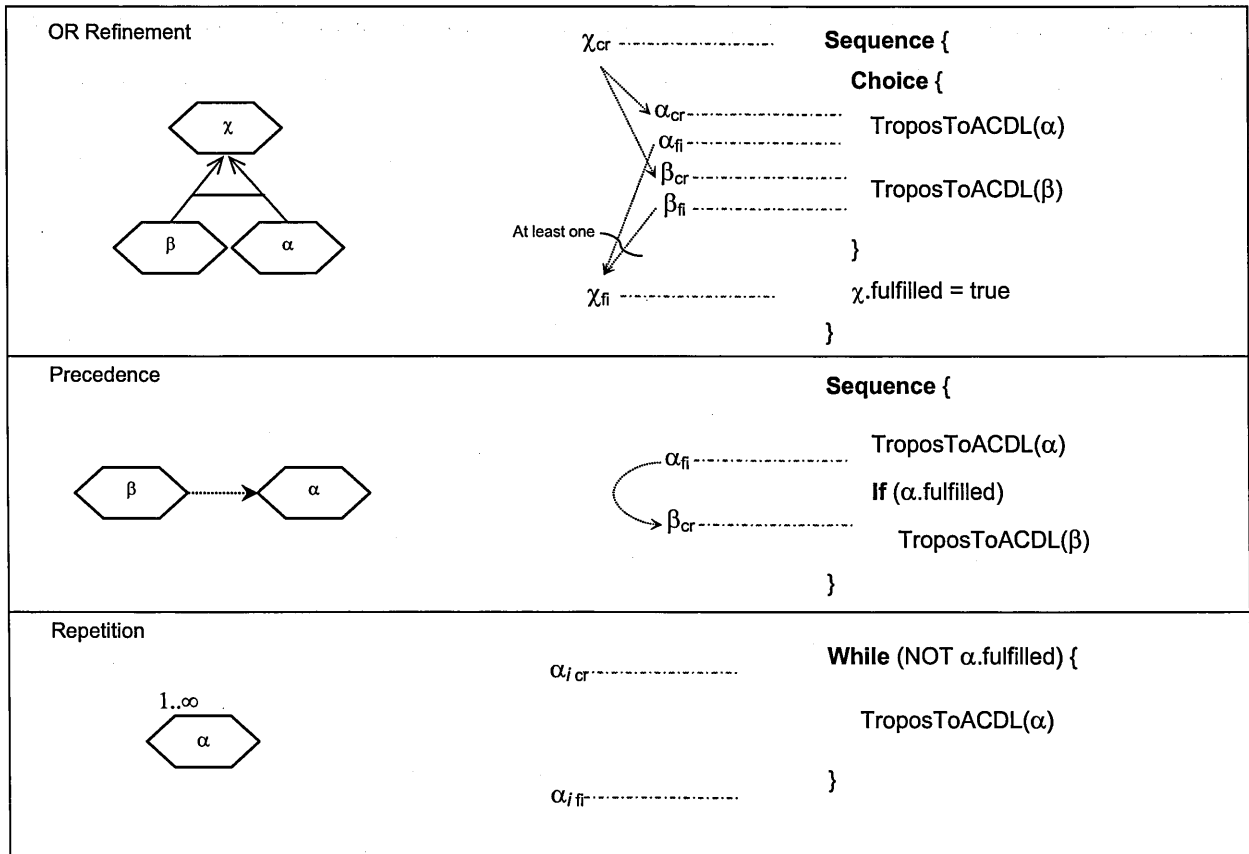 OR Refinement
χ
β
α
χcr
αcr
αfi
βcr
βfi
At least one
χfi
Sequence {
Choice {
TroposToACDL(α)
TroposToACDL(β)
}
χ.fulfilled = true
}
Precedence
β
α
αfi
βcr
Sequence {
TroposToACDL(α)
If (α.fulfilled)
TroposToACDL(β)
}
Repetition
1..∞
α
αi cr
αi fi
While (NOT α.fulfilled) {
TroposToACDL(α)
}